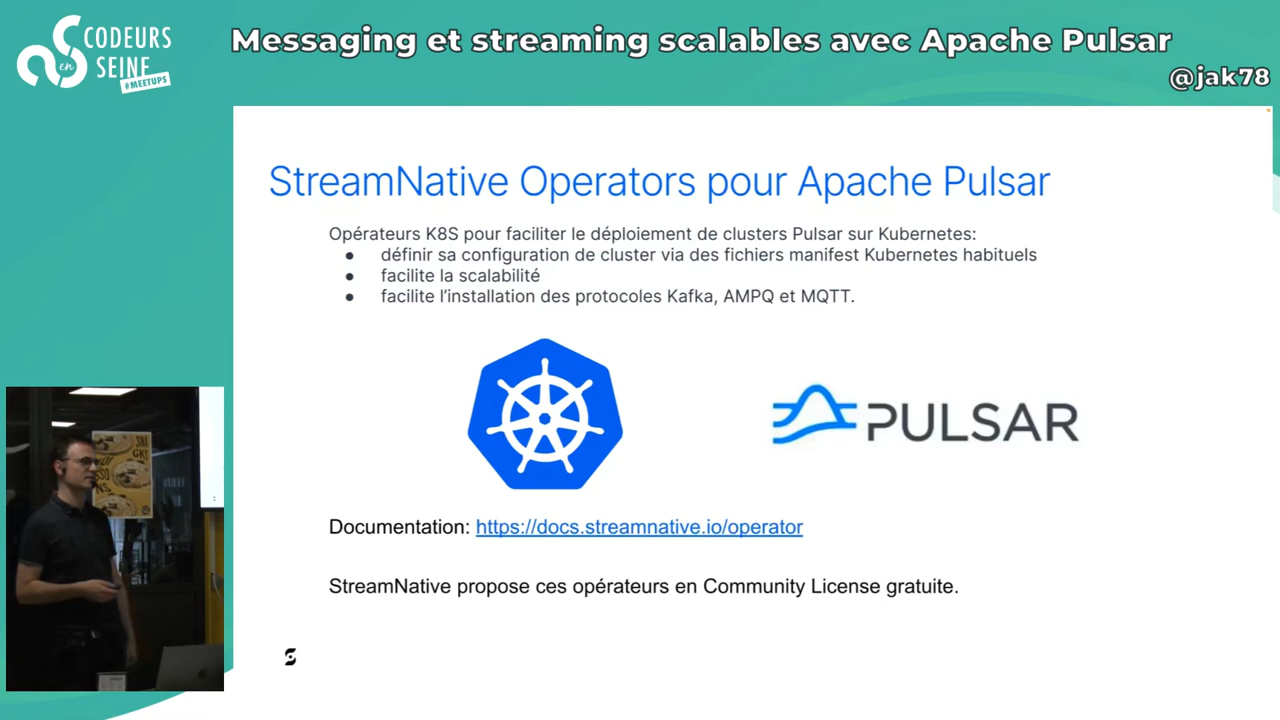 CODEURS
en
SEINE
#MEETUPS
Messaging et streaming scalables avec Apache Pulsar
@jak78
StreamNative Operators pour Apache Pulsar
Opérateurs K8S pour faciliter le déploiement de clusters Pulsar sur Kubernetes:
● définir sa configuration de cluster via des fichiers manifest Kubernetes habituels
● facilite la scalabilité
● facilite l'installation des protocoles Kafka, AMPQ et MQTT.
PULSAR
Documentation: https://docs.streamnative.io/operator
StreamNative propose ces opérateurs en Community License gratuite.